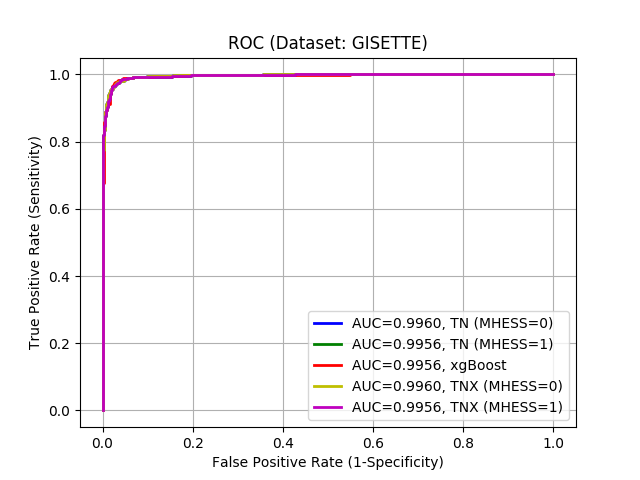 ROC (Dataset: GISETTE)
True Positive Rate (Sensitivity)
1.0
0.8
0.6
0.4
0.2
0.0
AUC=0.9960, TN (MHESS=0)
AUC=0.9956, TN (MHESS=1)
AUC=0.9956, xgBoost
AUC=0.9960, TNX (MHESS=0)
AUC=0.9956, TNX (MHESS=1)
0.0 0.2 0.4 0.6 0.8 1.0
False Positive Rate (1-Specificity)